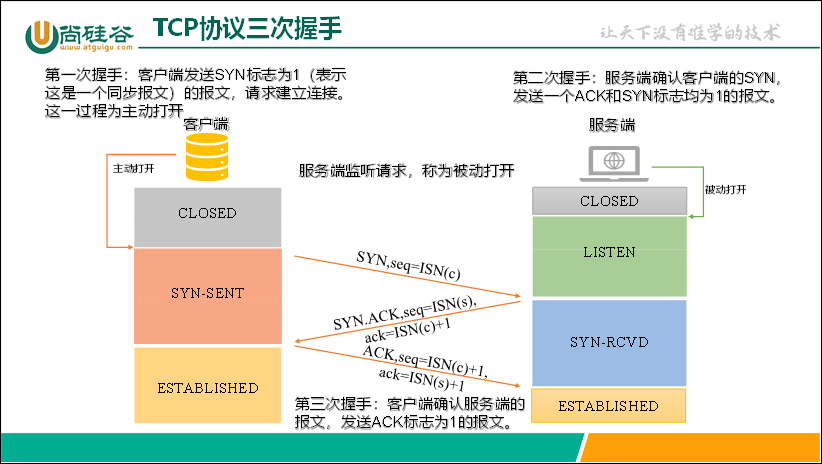 尚硅谷
www.atguigu.com
TCP协议三次握手
让天下没有难学的技术
第一次握手：客户端发送SYN标志为1（表示
这是一个同步报文）的报文，请求建立连接。
这一过程为主动打开
第二次握手：服务端确认客户端的SYN，
发送一个ACK和SYN标志均为1的报文。
客户端
服务端
主动打开
服务端监听请求，称为被动打开
被动打开
CLOSED
CLOSED
LISTEN
SYN,seq=ISN(c)
SYN-SENT
SYN.ACK,seq=ISN(s),
ack=ISN(c)+1
SYN-RCVD
ACK,seq=ISN(c)+1,
ack=ISN(s)+1
ESTABLISHED
ESTABLISHED
第三次握手：客户端确认服务端的
报文，发送ACK标志为1的报文。